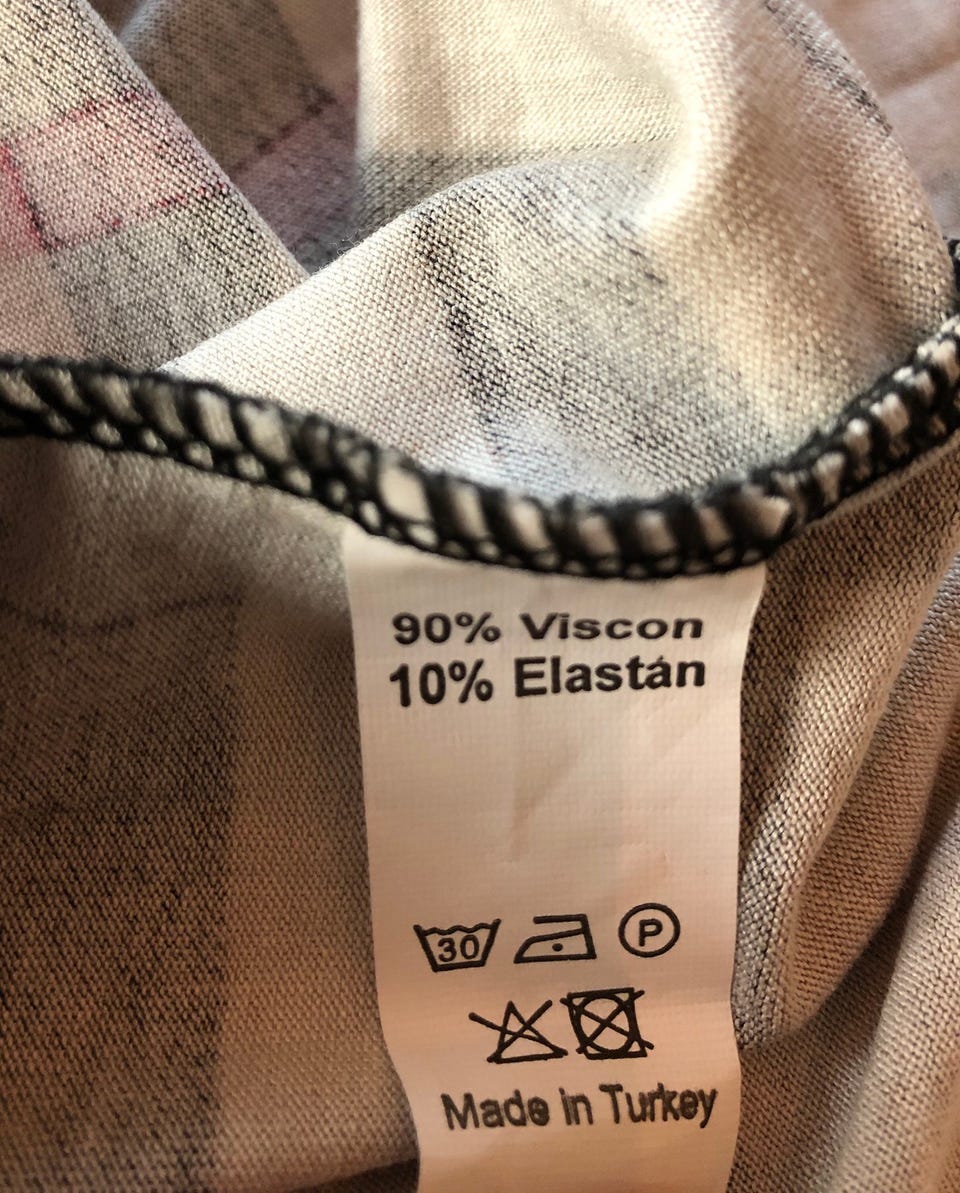 90% Viscon
10% Elastán
30 P
Made in Turkey